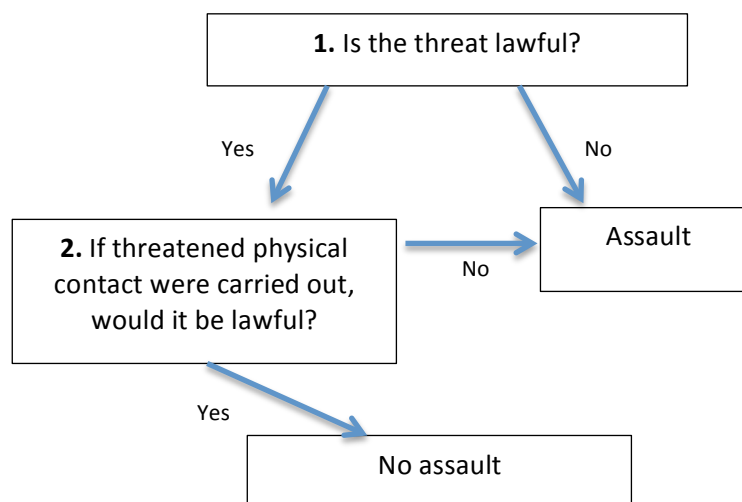 1. Is the threat lawful?
Yes
No
2. If threatened physical
contact were carried out,
would it be lawful?
No
Assault
Yes
No assault